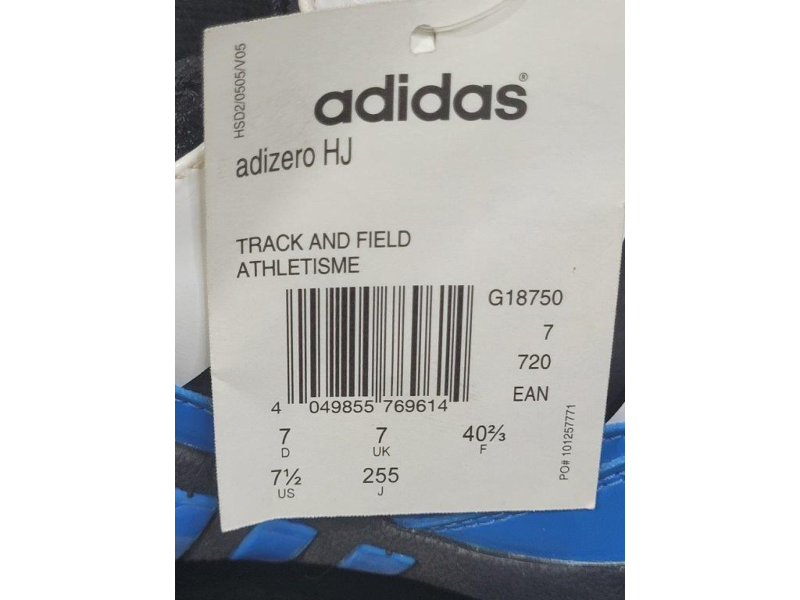 HSD2/0505/V05
adidas®
adizero HJ
TRACK AND FIELD
ATHLETISME
G18750
7
720
EAN
4 049855 769614
7 7 40⅔
D UK F
7½ 255
US J
PO# 101257771